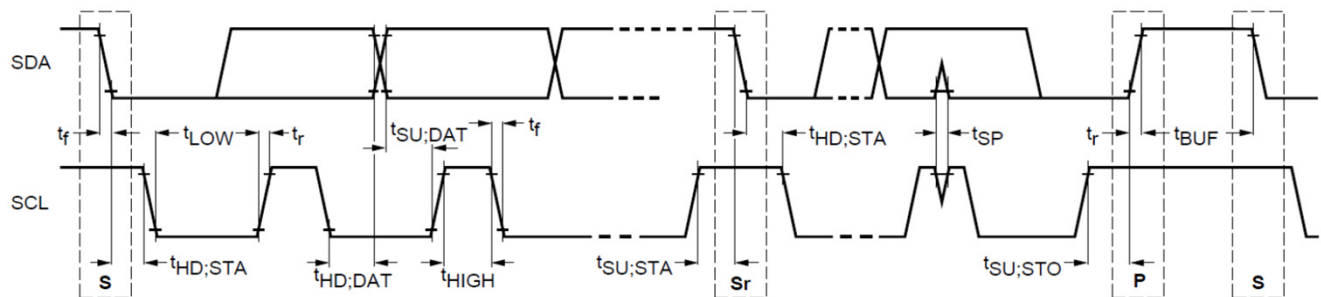 SDA
t_f t_LOW t_r t_SU;DAT t_f t_HD;STA t_SP t_r t_BUF
SCL
t_HD;STA t_HD;DAT t_HIGH t_SU;STA t_SU;STO
S Sr P S